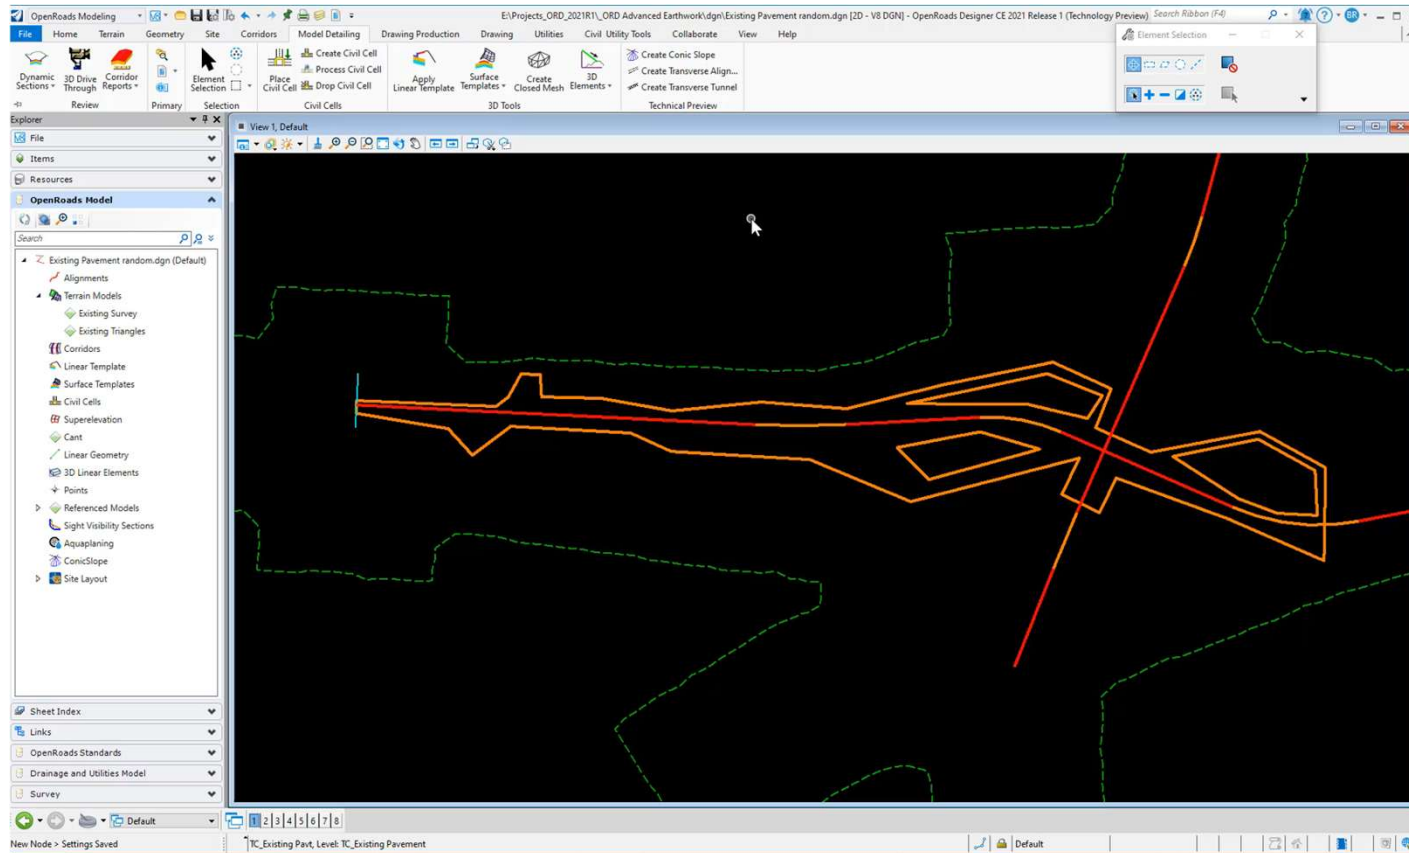 OpenRoads Modeling
E:\Projects_ORD_2021R1\_ORD Advanced Earthwork\dgn\Existing Pavement random.dgn [2D - V8 DGN] - OpenRoads Designer CE 2021 Release 1 (Technology Preview)
Search Ribbon (F4)
BR
File Home Terrain Geometry Site Corridors Model Detailing Drawing Production Drawing Utilities Civil Utility Tools Collaborate View Help
Element Selection
Dynamic Sections
3D Drive Through
Corridor Reports
Element Selection
Place Civil Cell
Create Civil Cell
Process Civil Cell
Drop Civil Cell
Apply Linear Template
Surface Templates
Create Closed Mesh
3D Elements
Create Conic Slope
Create Transverse Align...
Create Transverse Tunnel
Review Primary Selection Civil Cells 3D Tools Technical Preview
Explorer
File
Items
Resources
OpenRoads Model
Search
Existing Pavement random.dgn (Default)
Alignments
Terrain Models
Existing Survey
Existing Triangles
Corridors
Linear Template
Surface Templates
Civil Cells
Superelevation
Cant
Linear Geometry
3D Linear Elements
Points
Referenced Models
Sight Visibility Sections
Aquaplaning
ConicSlope
Site Layout
Sheet Index
Links
OpenRoads Standards
Drainage and Utilities Model
Survey
View 1, Default
Default
1 2 3 4 5 6 7 8
New Node > Settings Saved
TC_Existing Pavt, Level: TC_Existing Pavement
Default